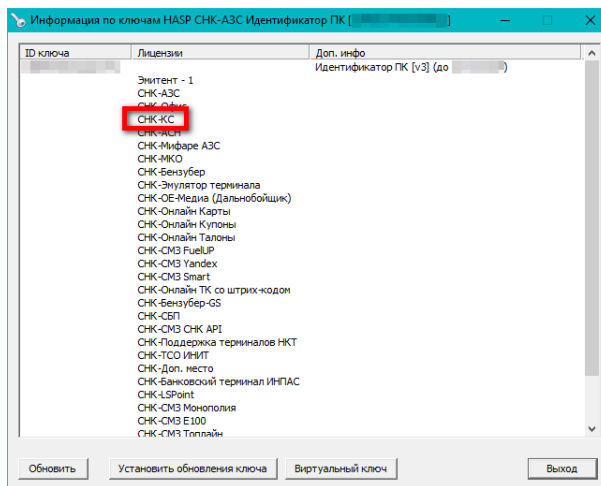 Информация по ключам HASP СНК-АЗС Идентификатор ПК [ ]
ID ключа Лицензии Доп. инфо
Идентификатор ПК [v3] (до )
Эмитент - 1
СНК-АЗС
СНК-Офис
СНК-КС
СНК-АСН
СНК-Мифаре АЗС
СНК-МКО
СНК-Бензубер
СНК-Эмулятор терминала
СНК-ОЕ-Медиа (Дальнобойщик)
СНК-Онлайн Карты
СНК-Онлайн Купоны
СНК-Онлайн Талоны
СНК-СМЗ FuelUP
СНК-СМЗ Yandex
СНК-СМЗ Smart
СНК-Онлайн ТК со штрих-кодом
СНК-Бензубер-GS
СНК-СБП
СНК-СМЗ СНК API
СНК-Поддержка терминалов НКТ
СНК-ТСО ИНИТ
СНК-Доп. место
СНК-Банковский терминал ИНПАС
СНК-LSPoint
СНК-СМЗ Монополия
СНК-СМЗ Е100
СНК-СМЗ Топлайн
Обновить Установить обновления ключа Виртуальный ключ Выход